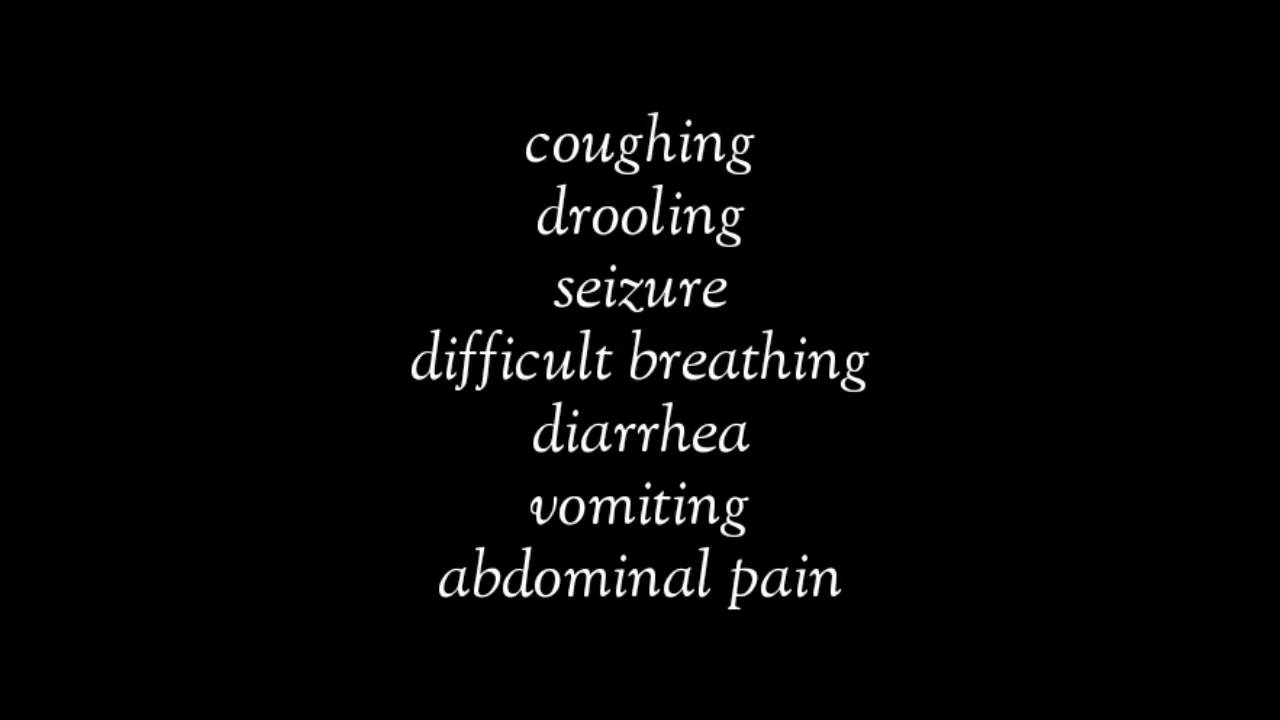 coughing
drooling
seizure
difficult breathing
diarrhea
vomiting
abdominal pain